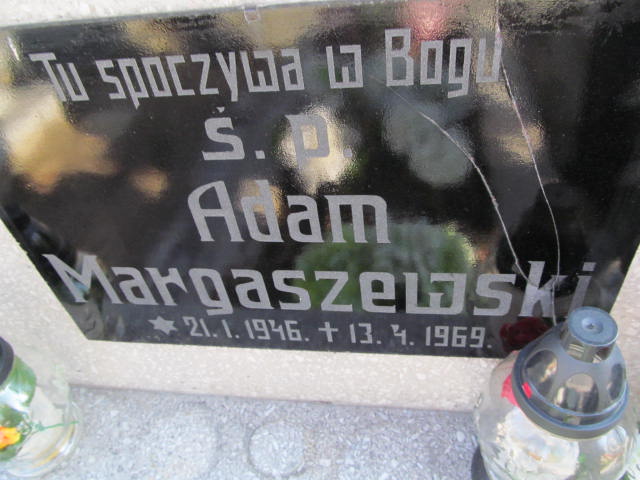 Tu spoczywa w Bogu
ś. p.
Adam
Margaszewski
* 21. 1. 1946. + 13. 4. 1969.